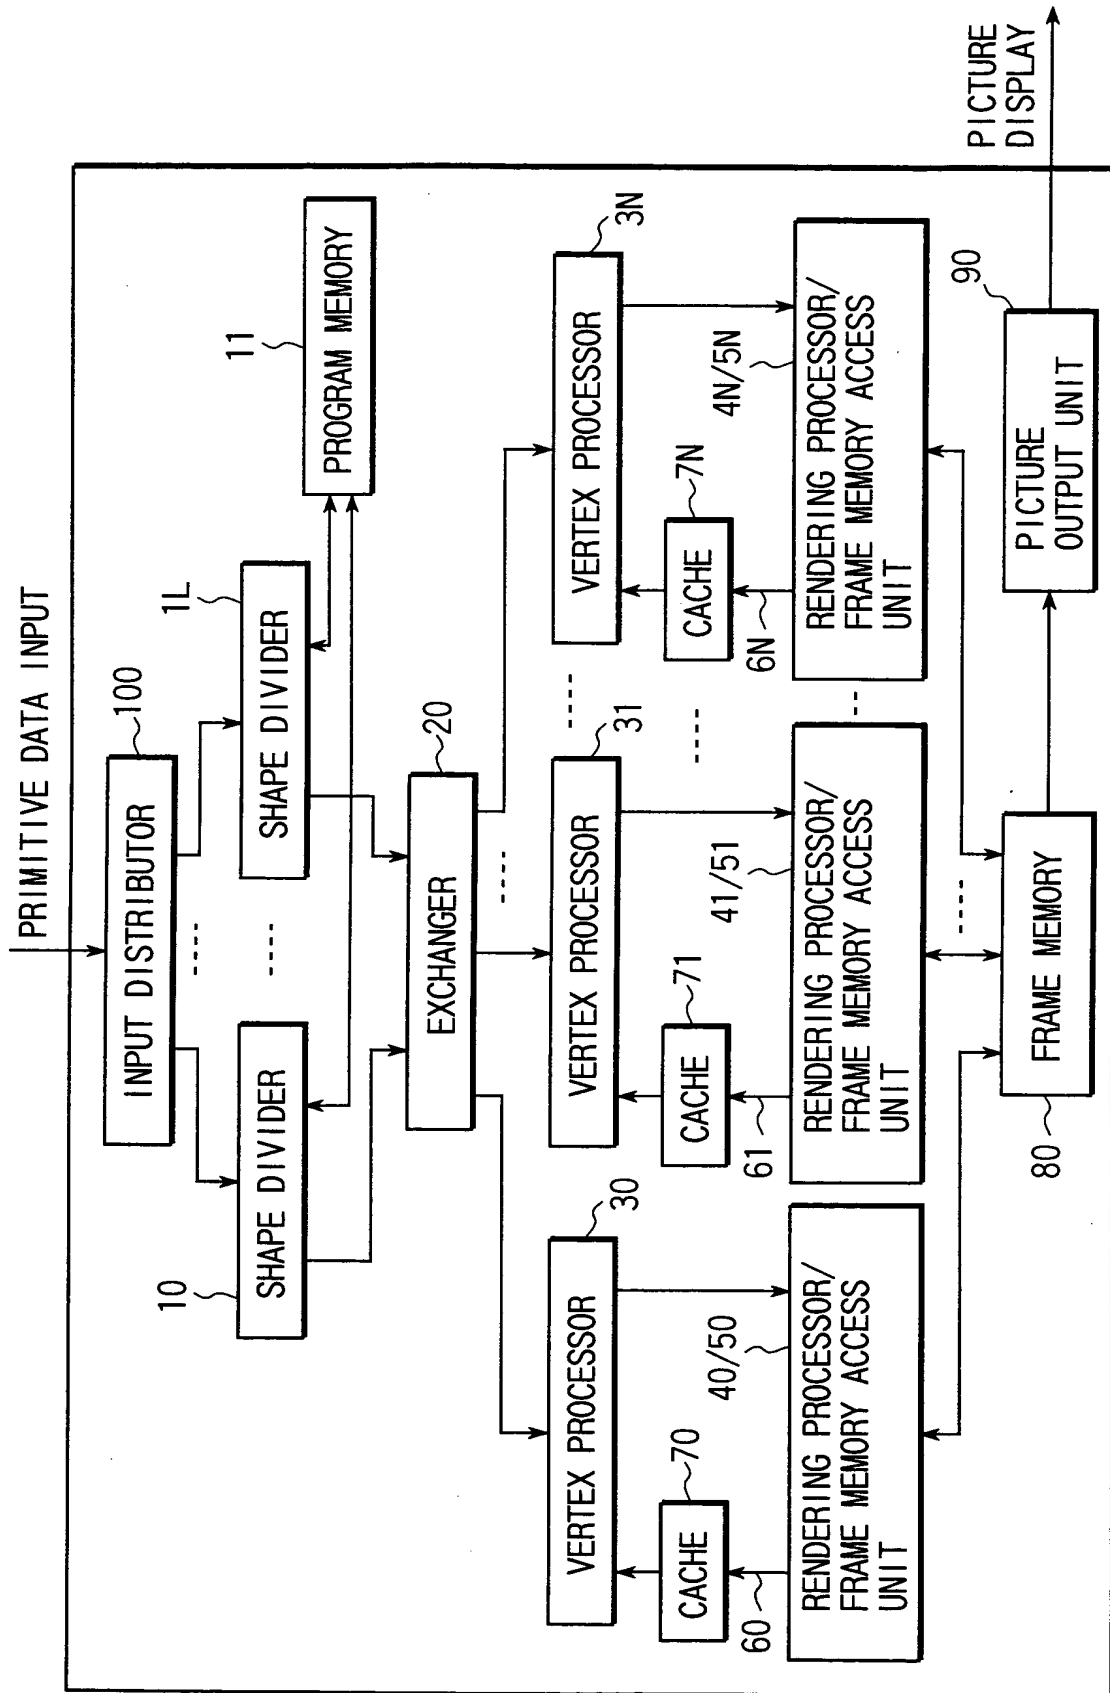 PRIMITIVE DATA INPUT
INPUT DISTRIBUTOR
100
10
SHAPE DIVIDER
SHAPE DIVIDER
1L
PROGRAM MEMORY
11
EXCHANGER
20
VERTEX PROCESSOR
30
VERTEX PROCESSOR
31
VERTEX PROCESSOR
3N
CACHE
70
CACHE
71
CACHE
7N
60
61
6N
40/50
41/51
4N/5N
RENDERING PROCESSOR/
FRAME MEMORY ACCESS
UNIT
RENDERING PROCESSOR/
FRAME MEMORY ACCESS
UNIT
RENDERING PROCESSOR/
FRAME MEMORY ACCESS
UNIT
80
FRAME MEMORY
PICTURE
OUTPUT UNIT
90
PICTURE
DISPLAY